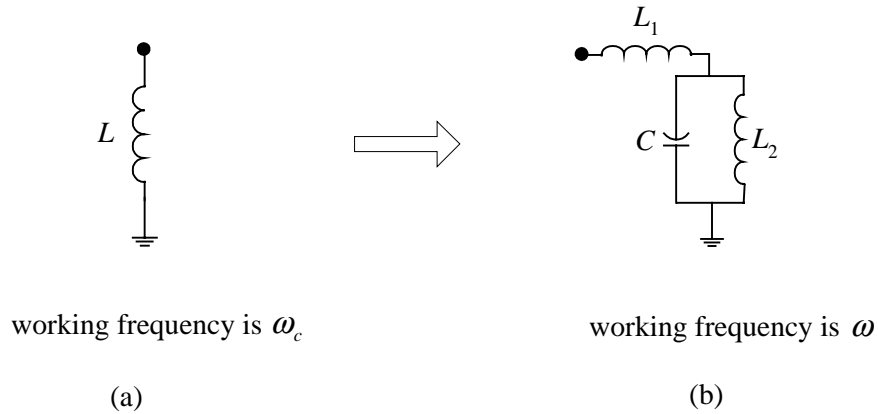 L
L₁
C
L₂
working frequency is ω_c
working frequency is ω
(a)
(b)